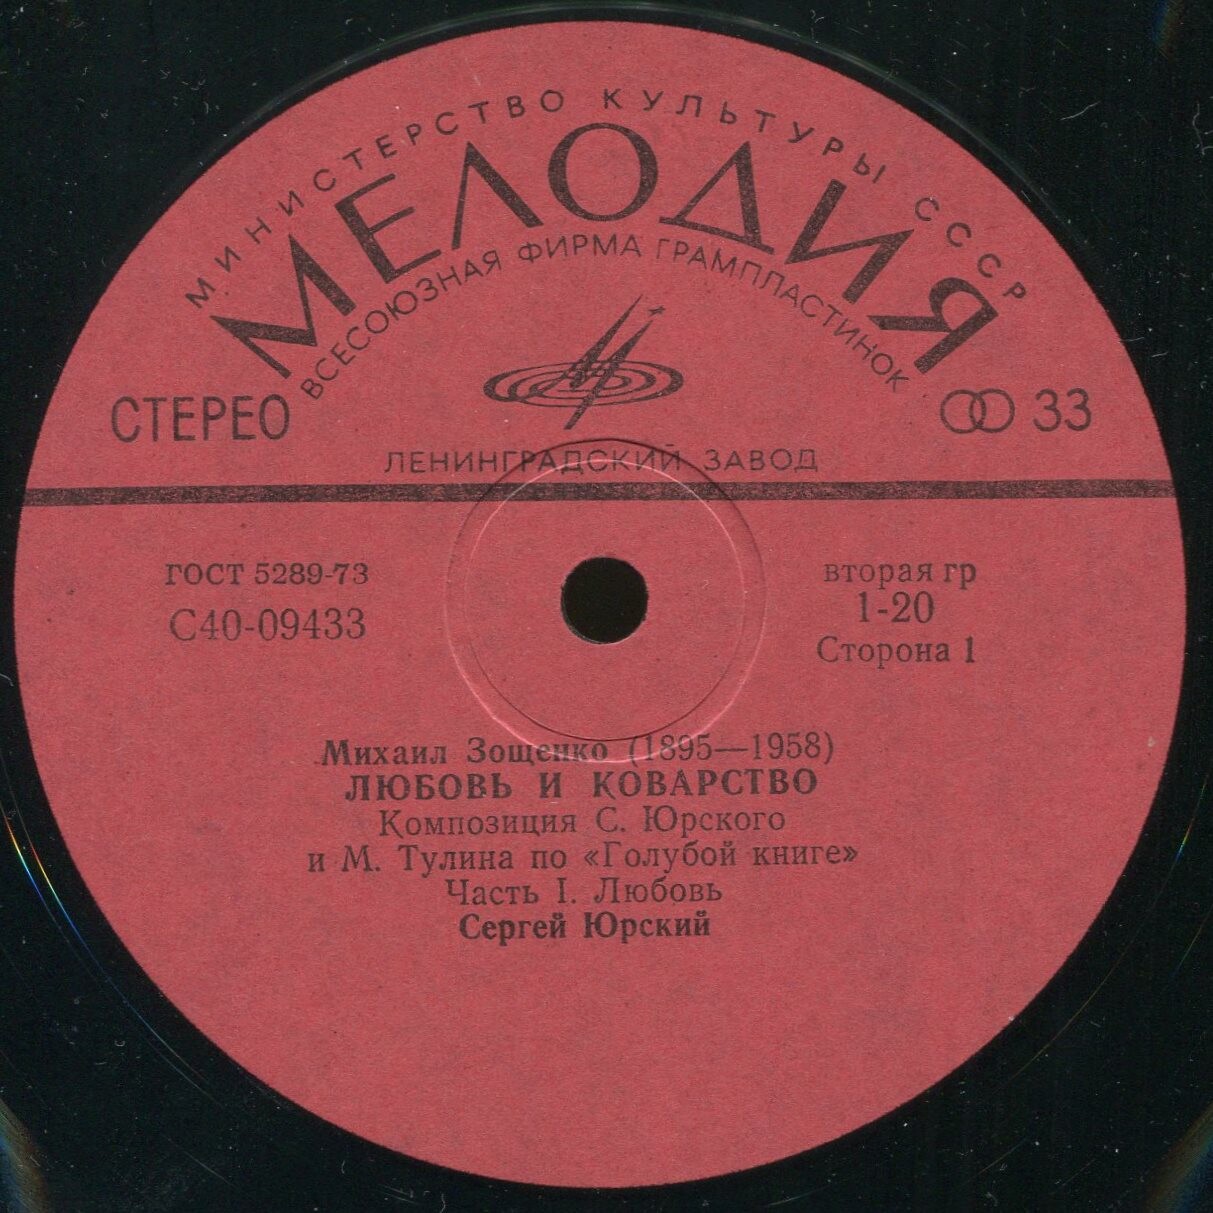 МИНИСТЕРСТВО КУЛЬТУРЫ СССР
МЕЛОДИЯ
ВСЕСОЮЗНАЯ ФИРМА ГРАМПЛАСТИНОК
СТЕРЕО
33
ЛЕНИНГРАДСКИЙ ЗАВОД
ГОСТ 5289-73
С40-09433
вторая гр
1-20
Сторона 1
Михаил Зощенко (1895—1958)
ЛЮБОВЬ И КОВАРСТВО
Композиция С. Юрского
и М. Тулина по «Голубой книге»
Часть I. Любовь
Сергей Юрский